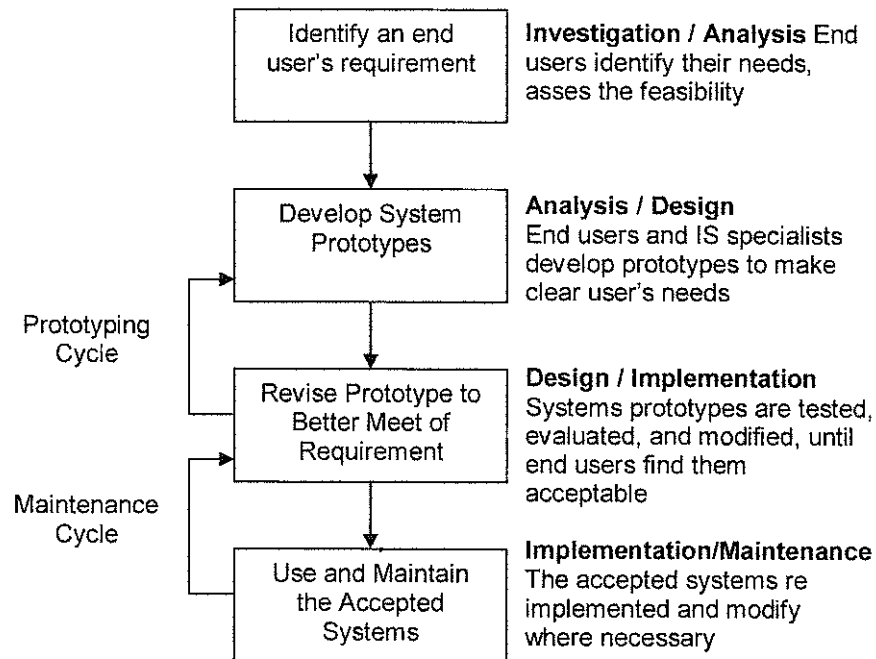 Identify an end
user's requirement
Investigation / Analysis End
users identify their needs,
asses the feasibility
Develop System
Prototypes
Analysis / Design
End users and IS specialists
develop prototypes to make
clear user's needs
Prototyping
Cycle
Revise Prototype to
Better Meet of
Requirement
Design / Implementation
Systems prototypes are tested,
evaluated, and modified, until
end users find them
acceptable
Maintenance
Cycle
Use and Maintain
the Accepted
Systems
Implementation/Maintenance
The accepted systems re
implemented and modify
where necessary